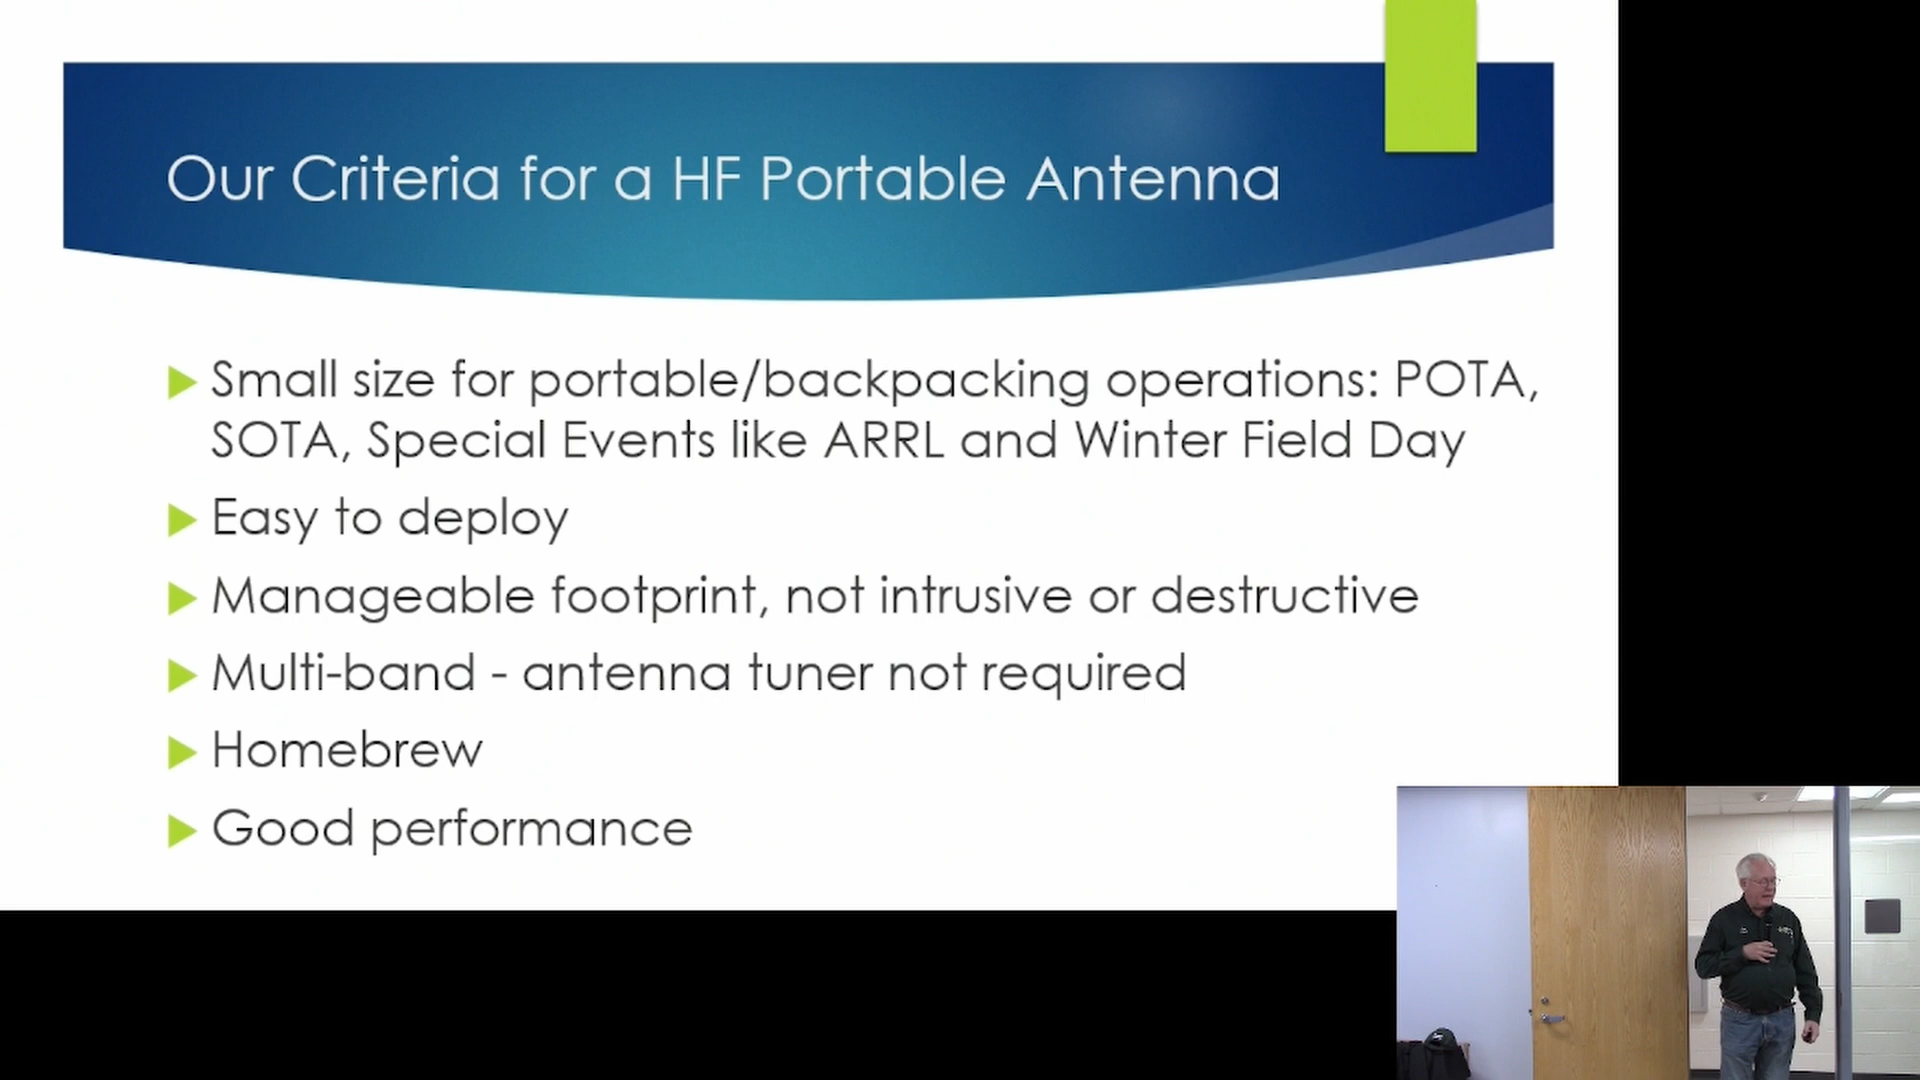 Our Criteria for a HF Portable Antenna
Small size for portable/backpacking operations: POTA,
SOTA, Special Events like ARRL and Winter Field Day
Easy to deploy
Manageable footprint, not intrusive or destructive
Multi-band - antenna tuner not required
Homebrew
Good performance